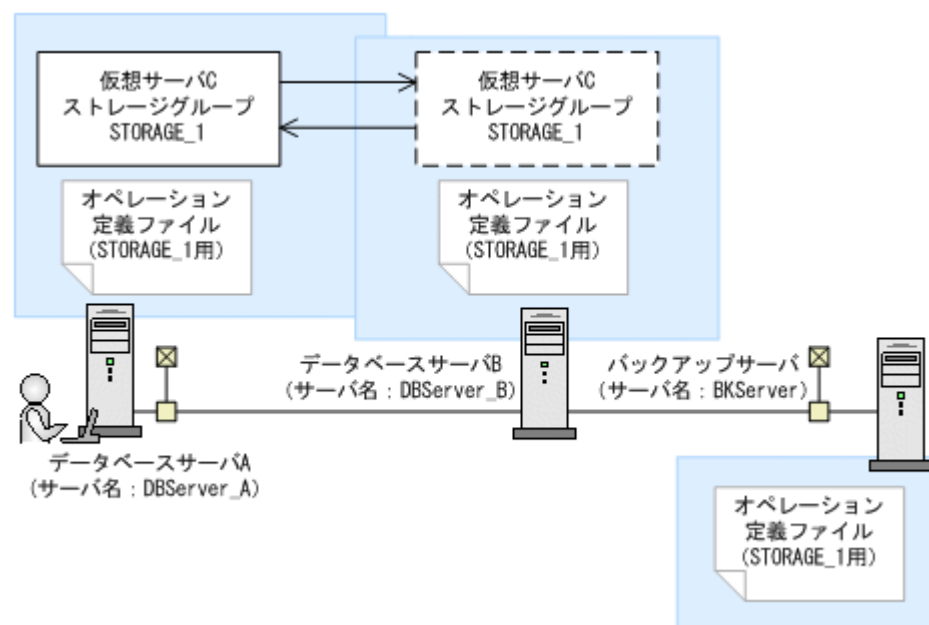 仮想サーバC
ストレージグループ
STORAGE_1
仮想サーバC
ストレージグループ
STORAGE_1
オペレーション
定義ファイル
(STORAGE_1用)
オペレーション
定義ファイル
(STORAGE_1用)
データベースサーバB
(サーバ名:DBServer_B)
バックアップサーバ
(サーバ名:BKServer)
データベースサーバA
(サーバ名:DBServer_A)
オペレーション
定義ファイル
(STORAGE_1用)